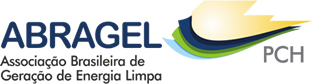 ABRAGEL
Associação Brasileira de
Geração de Energia Limpa
PCH